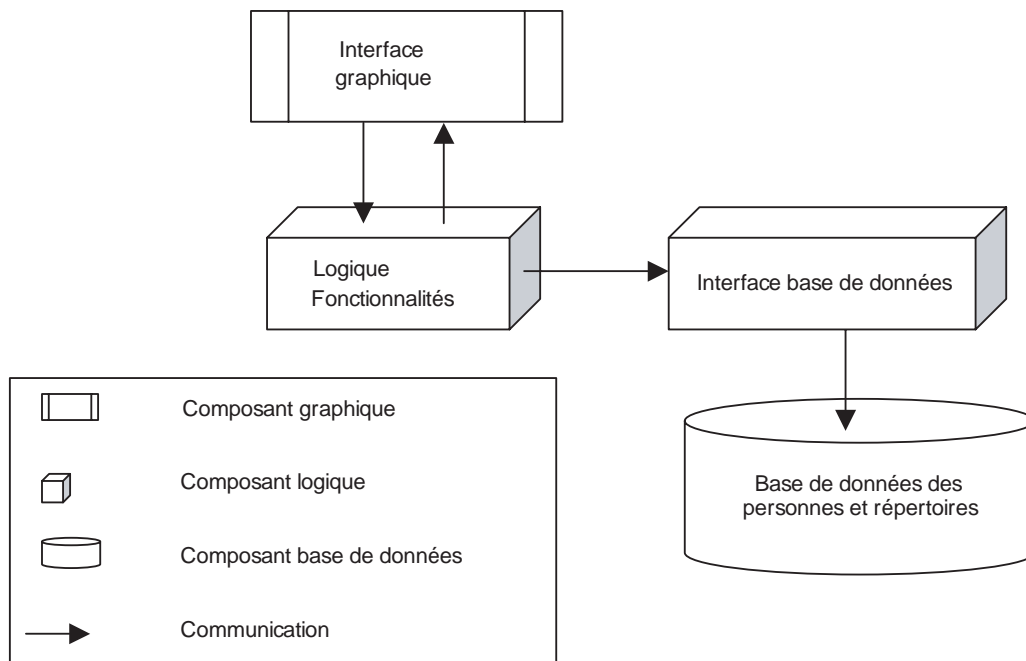 Interface
graphique
Logique
Fonctionnalités
Interface base de données
Base de données des
personnes et répertoires
Composant graphique
Composant logique
Composant base de données
Communication